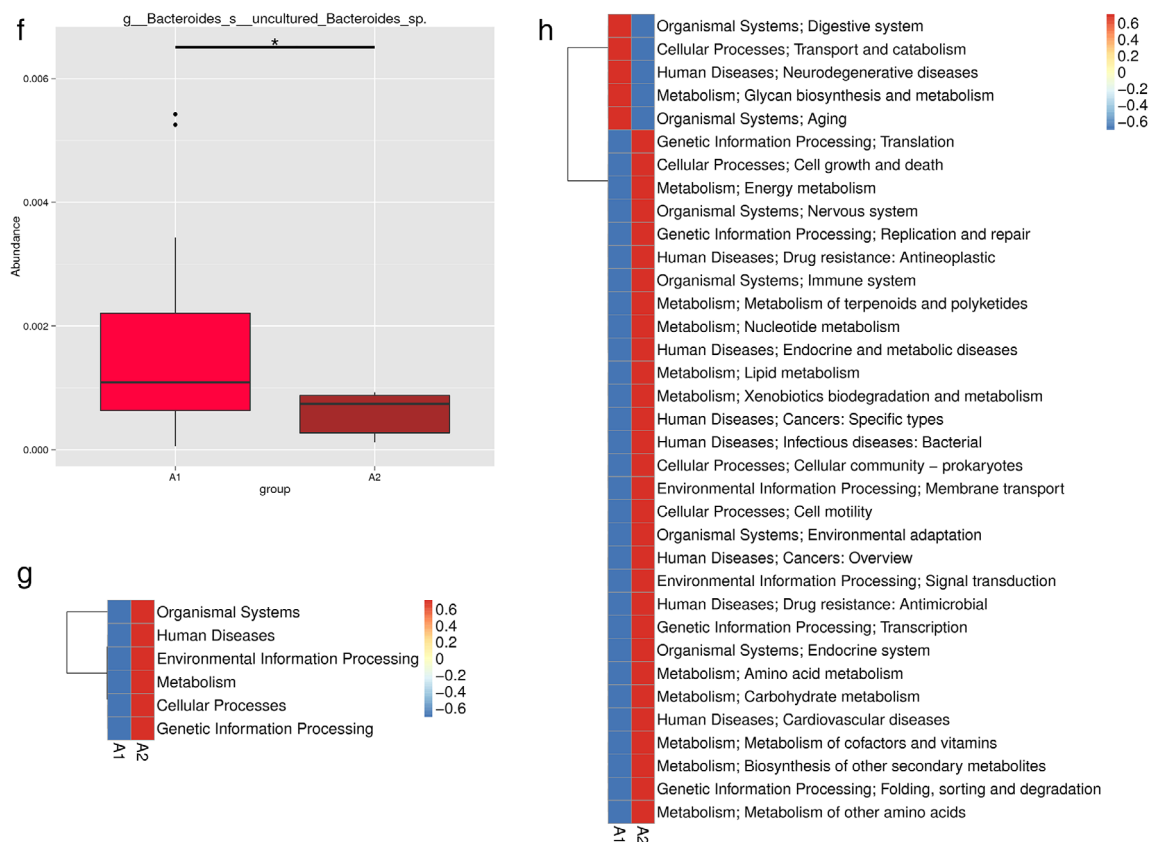 f
g__Bacteroides_s__uncultured_Bacteroides_sp.
*
0.006
0.004
0.002
0.000
Abundance
A1
A2
group
g
Organismal Systems
Human Diseases
Environmental Information Processing
Metabolism
Cellular Processes
Genetic Information Processing
A1
A2
0.6
0.4
0.2
0
−0.2
−0.4
−0.6
h
Organismal Systems; Digestive system
Cellular Processes; Transport and catabolism
Human Diseases; Neurodegenerative diseases
Metabolism; Glycan biosynthesis and metabolism
Organismal Systems; Aging
Genetic Information Processing; Translation
Cellular Processes; Cell growth and death
Metabolism; Energy metabolism
Organismal Systems; Nervous system
Genetic Information Processing; Replication and repair
Human Diseases; Drug resistance: Antineoplastic
Organismal Systems; Immune system
Metabolism; Metabolism of terpenoids and polyketides
Metabolism; Nucleotide metabolism
Human Diseases; Endocrine and metabolic diseases
Metabolism; Lipid metabolism
Metabolism; Xenobiotics biodegradation and metabolism
Human Diseases; Cancers: Specific types
Human Diseases; Infectious diseases: Bacterial
Cellular Processes; Cellular community − prokaryotes
Environmental Information Processing; Membrane transport
Cellular Processes; Cell motility
Organismal Systems; Environmental adaptation
Human Diseases; Cancers: Overview
Environmental Information Processing; Signal transduction
Human Diseases; Drug resistance: Antimicrobial
Genetic Information Processing; Transcription
Organismal Systems; Endocrine system
Metabolism; Amino acid metabolism
Metabolism; Carbohydrate metabolism
Human Diseases; Cardiovascular diseases
Metabolism; Metabolism of cofactors and vitamins
Metabolism; Biosynthesis of other secondary metabolites
Genetic Information Processing; Folding, sorting and degradation
Metabolism; Metabolism of other amino acids
A1
A2
0.6
0.4
0.2
0
−0.2
−0.4
−0.6